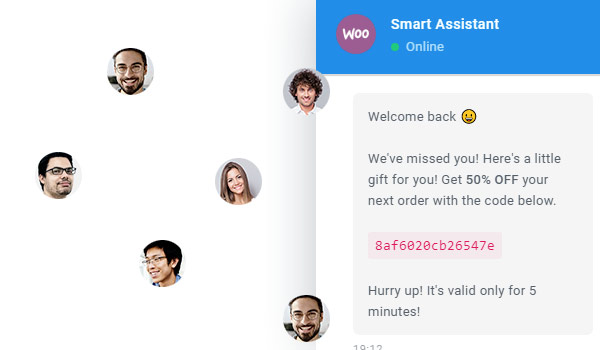 Woo
Smart Assistant
Online
Welcome back 😀
We've missed you! Here's a little
gift for you! Get 50% OFF your
next order with the code below.
8af6020cb26547e
Hurry up! It's valid only for 5
minutes!
19:12